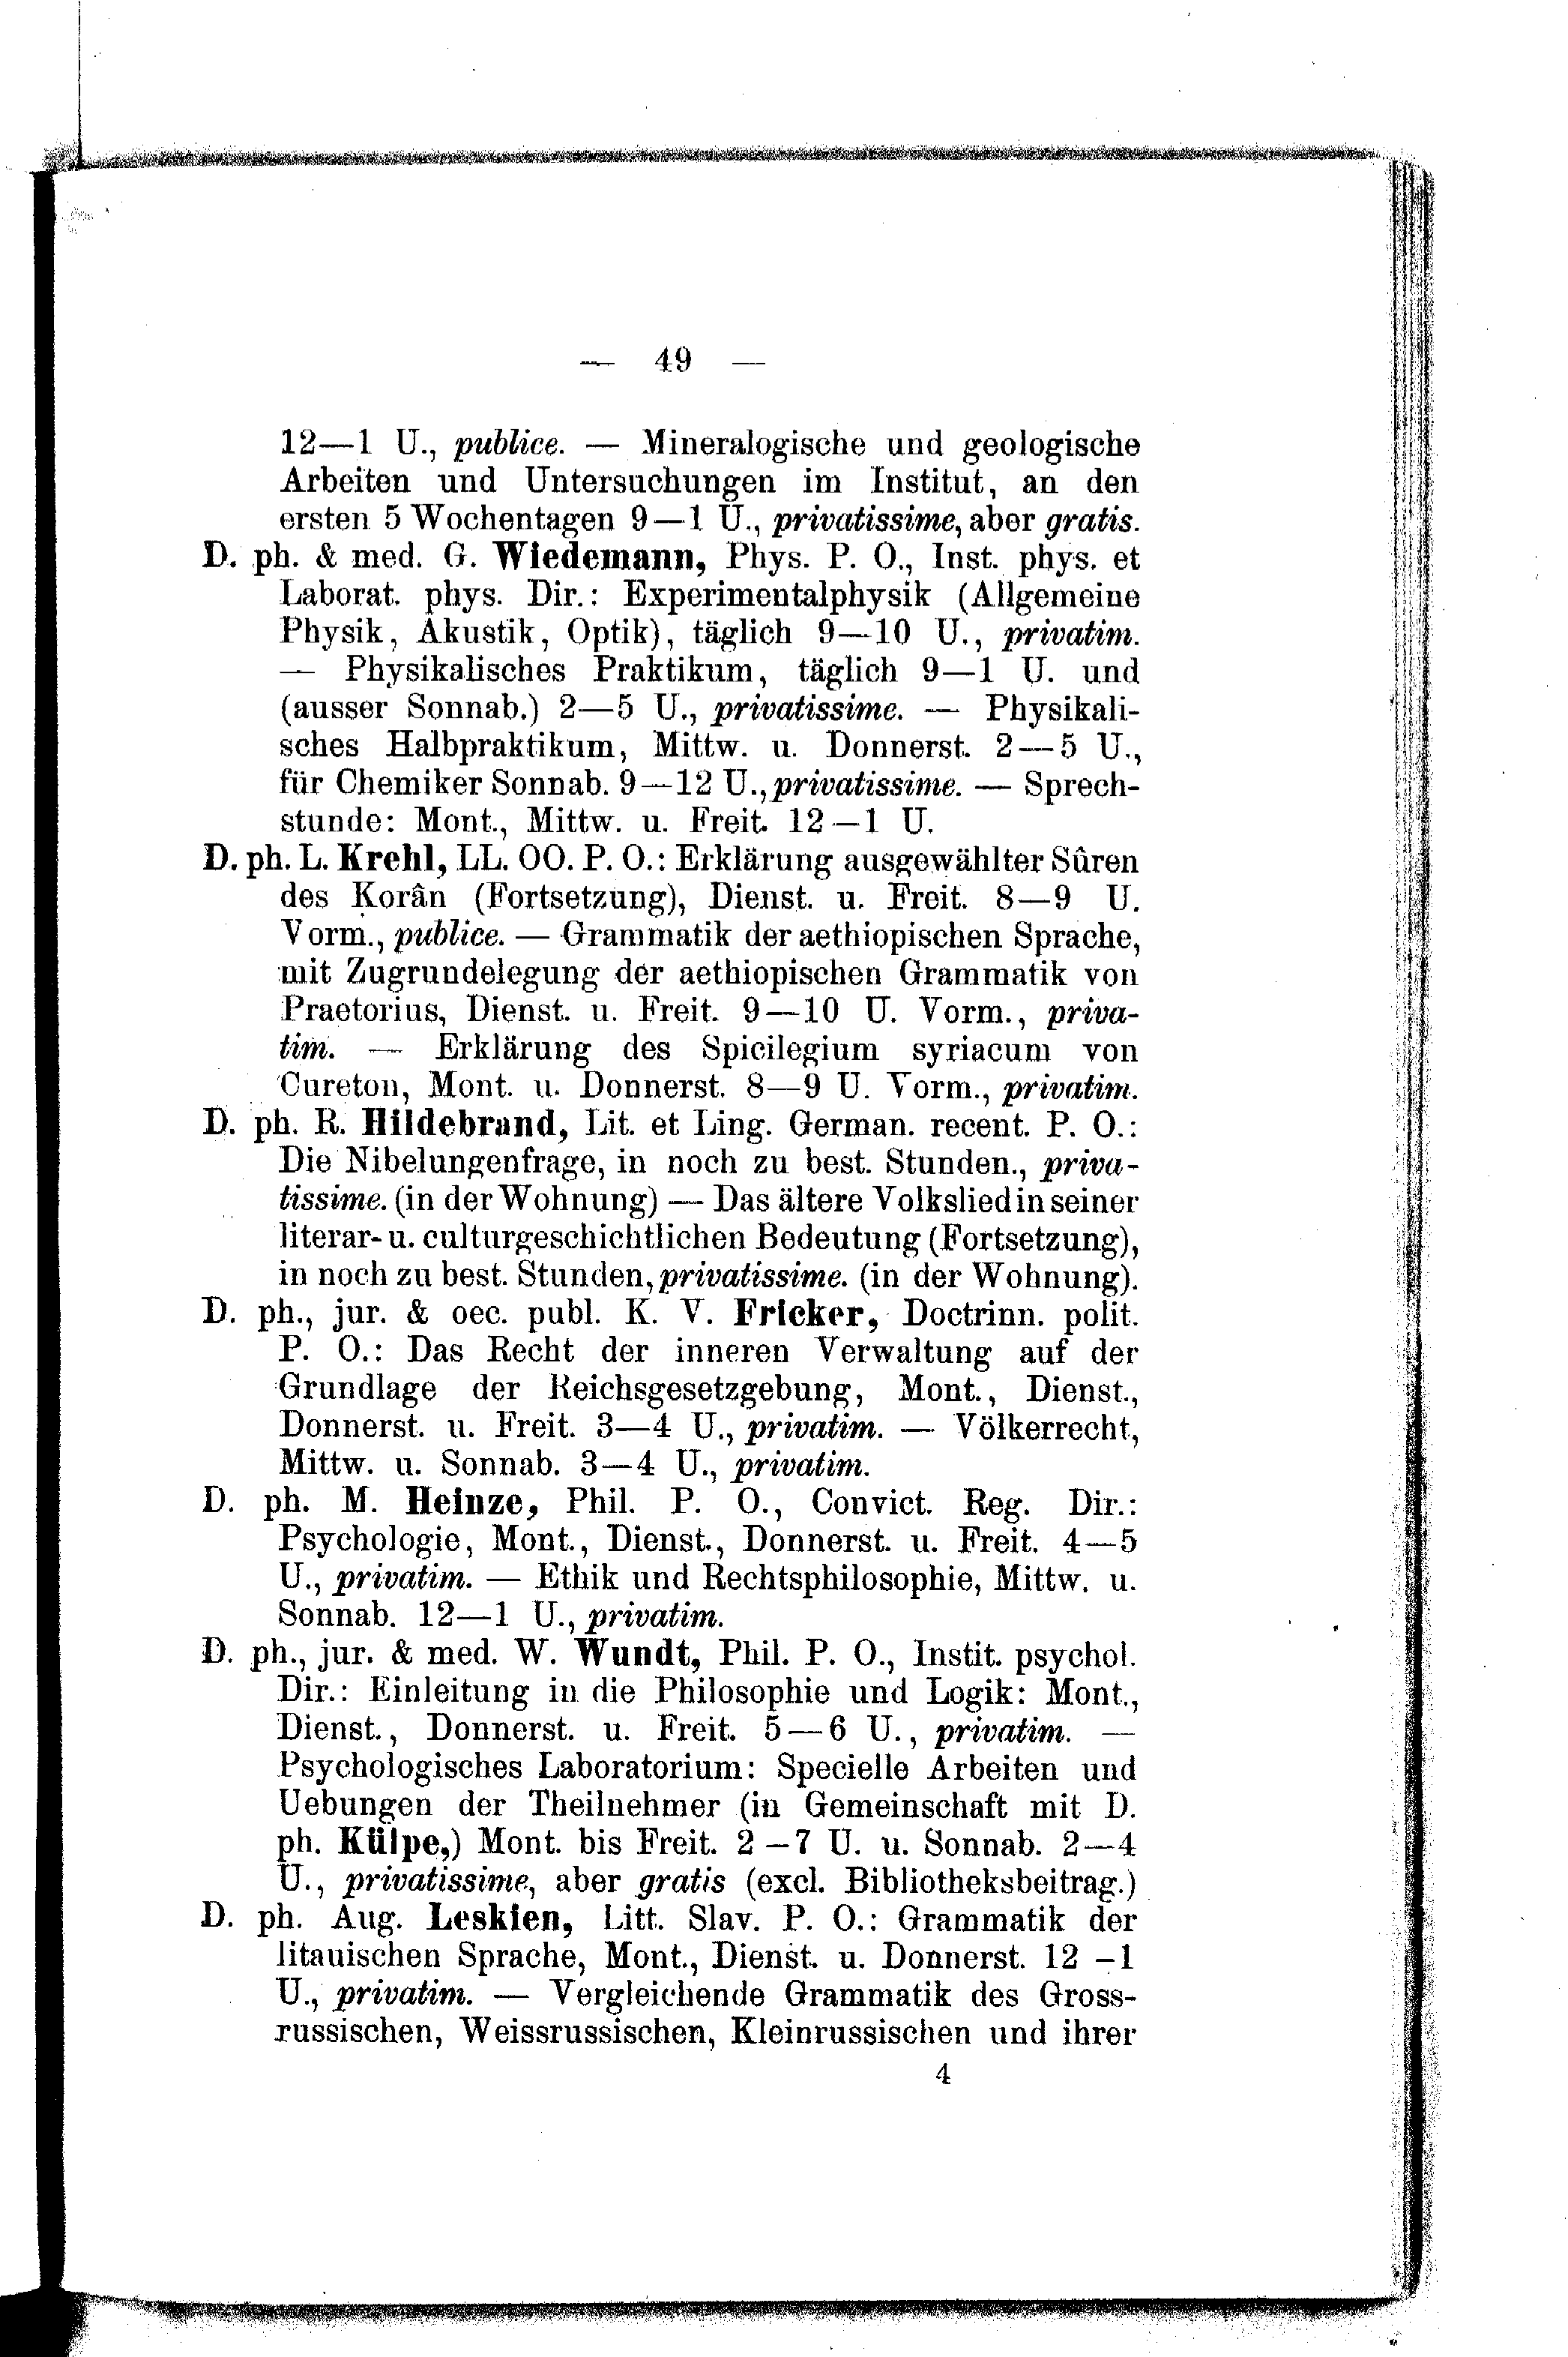 — 49 —
12—1 U., publice. — Mineralogische und geologische
Arbeiten und Untersuchungen im Institut, an den
ersten 5 Wochentagen 9—1 U., privatissime, aber gratis.
D. ph. & med. G. Wiedemann, Phys. P. O., Inst. phys. et
Laborat. phys. Dir.: Experimentalphysik (Allgemeine
Physik, Akustik, Optik), täglich 9—10 U., privatim.
— Physikalisches Praktikum, täglich 9—1 U. und
(ausser Sonnab.) 2—5 U., privatissime. — Physikali-
sches Halbpraktikum, Mittw. u. Donnerst. 2—5 U.,
für Chemiker Sonnab. 9—12 U., privatissime. — Sprech-
stunde: Mont., Mittw. u. Freit. 12—1 U.
D. ph. L. Krehl, LL. OO. P. O.: Erklärung ausgewählter Sûren
des Korân (Fortsetzung), Dienst. u. Freit. 8—9 U.
Vorm., publice. — Grammatik der aethiopischen Sprache,
mit Zugrundelegung der aethiopischen Grammatik von
Praetorius, Dienst. u. Freit. 9—10 U. Vorm., priva-
tim. — Erklärung des Spicilegium syriacum von
Cureton, Mont. u. Donnerst. 8—9 U. Vorm., privatim.
D. ph. R. Hildebrand, Lit. et Ling. German. recent. P. O.:
Die Nibelungenfrage, in noch zu best. Stunden., priva-
tissime. (in der Wohnung) — Das ältere Volkslied in seiner
literar- u. culturgeschichtlichen Bedeutung (Fortsetzung),
in noch zu best. Stunden, privatissime. (in der Wohnung).
D. ph., jur. & oec. publ. K. V. Fricker, Doctrinn. polit.
P. O.: Das Recht der inneren Verwaltung auf der
Grundlage der Reichsgesetzgebung, Mont., Dienst.,
Donnerst. u. Freit. 3—4 U., privatim. — Völkerrecht,
Mittw. u. Sonnab. 3—4 U., privatim.
D. ph. M. Heinze, Phil. P. O., Convict. Reg. Dir.:
Psychologie, Mont., Dienst., Donnerst. u. Freit. 4—5
U., privatim. — Ethik und Rechtsphilosophie, Mittw. u.
Sonnab. 12—1 U., privatim.
D. ph., jur. & med. W. Wundt, Phil. P. O., Instit. psychol.
Dir.: Einleitung in die Philosophie und Logik: Mont.,
Dienst., Donnerst. u. Freit. 5—6 U., privatim. —
Psychologisches Laboratorium: Specielle Arbeiten und
Uebungen der Theilnehmer (in Gemeinschaft mit D.
ph. Külpe,) Mont. bis Freit. 2—7 U. u. Sonnab. 2—4
U., privatissime, aber gratis (excl. Bibliotheksbeitrag.)
D. ph. Aug. Leskien, Litt. Slav. P. O.: Grammatik der
litauischen Sprache, Mont., Dienst. u. Donnerst. 12—1
U., privatim. — Vergleichende Grammatik des Gross-
russischen, Weissrussischen, Kleinrussischen und ihrer
4